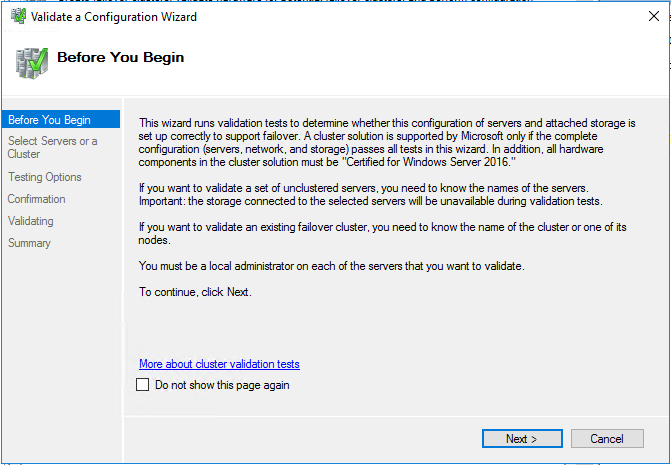 Validate a Configuration Wizard
Before You Begin
Before You Begin
Select Servers or a
Cluster
Testing Options
Confirmation
Validating
Summary
This wizard runs validation tests to determine whether this configuration of servers and attached storage is
set up correctly to support failover. A cluster solution is supported by Microsoft only if the complete
configuration (servers, network, and storage) passes all tests in this wizard. In addition, all hardware
components in the cluster solution must be "Certified for Windows Server 2016."
If you want to validate a set of unclustered servers, you need to know the names of the servers.
Important: the storage connected to the selected servers will be unavailable during validation tests.
If you want to validate an existing failover cluster, you need to know the name of the cluster or one of its
nodes.
You must be a local administrator on each of the servers that you want to validate.
To continue, click Next.
More about cluster validation tests
Do not show this page again
Next >
Cancel